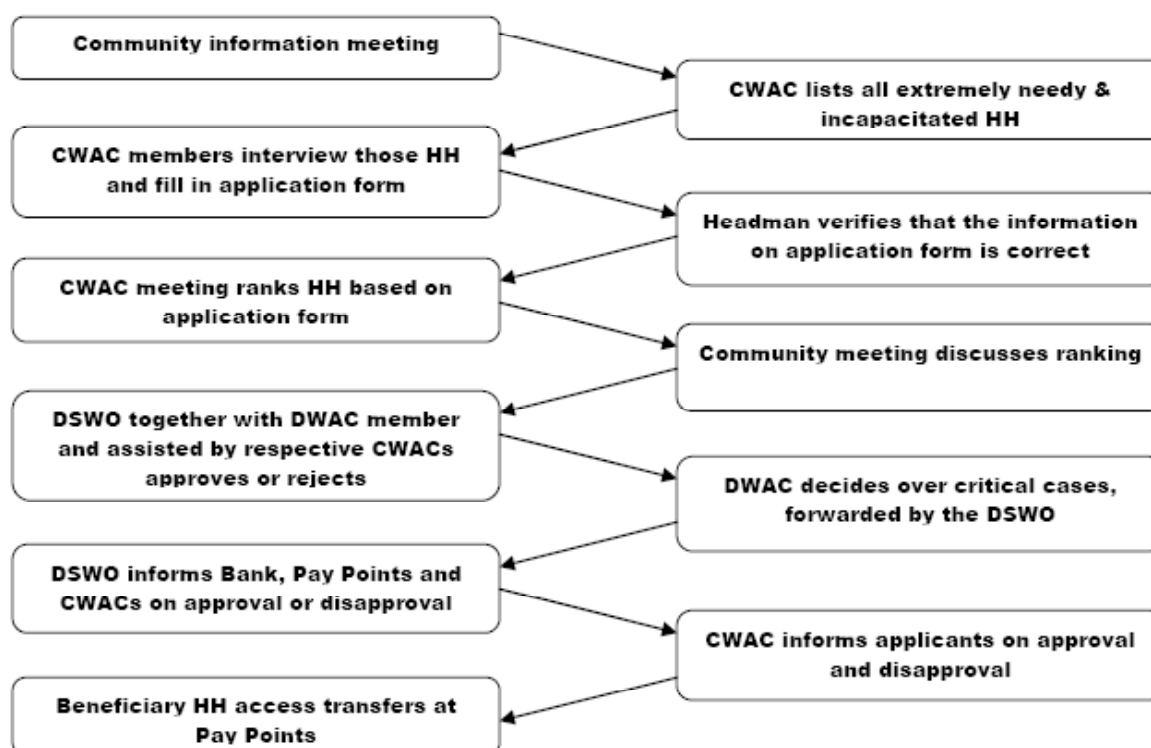 Community information meeting
CWAC lists all extremely needy &
incapacitated HH
CWAC members interview those HH
and fill in application form
Headman verifies that the information
on application form is correct
CWAC meeting ranks HH based on
application form
Community meeting discusses ranking
DSWO together with DWAC member
and assisted by respective CWACs
approves or rejects
DWAC decides over critical cases,
forwarded by the DSWO
DSWO informs Bank, Pay Points and
CWACs on approval or disapproval
CWAC informs applicants on approval
and disapproval
Beneficiary HH access transfers at
Pay Points